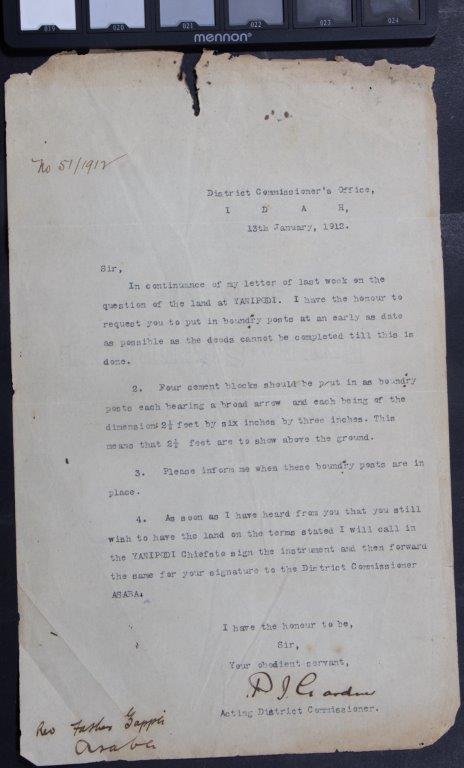 019 020 021 022 023 024
mennon®
No 51/1912
District Commissioner's Office,
I D A H,
13th January, 1912.
Sir,
In continuance of my letter of last week on the
question of the land at YANIPODI. I have the honour to
request you to put in boundry posts at an early as date
as possible as the deeds cannot be completed till this is
done.
2. Four cement blocks should be put in as boundry
posts each bearing a broad arrow and each being of the
dimension 2½ feet by six inches by three inches. This
means that 2½ feet are to show above the ground.
3. Please inform me when these boundry posts are in
place.
4. As soon as I have heard from you that you still
wish to have the land on the terms stated I will call in
the YANIPODI Chiefsto sign the instrument and then forward
the same for your signature to the District Commissioner
ASABA.
I have the honour to be,
Sir,
Your obedient servant,
P J Gardner
Acting District Commissioner.
Rev Father Zappa
Asaba